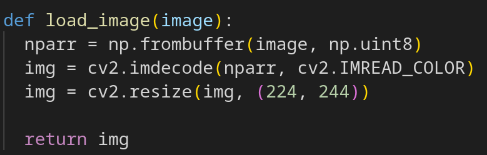 def load_image(image):
  nparr = np.frombuffer(image, np.uint8)
  img = cv2.imdecode(nparr, cv2.IMREAD_COLOR)
  img = cv2.resize(img, (224, 244))

  return img